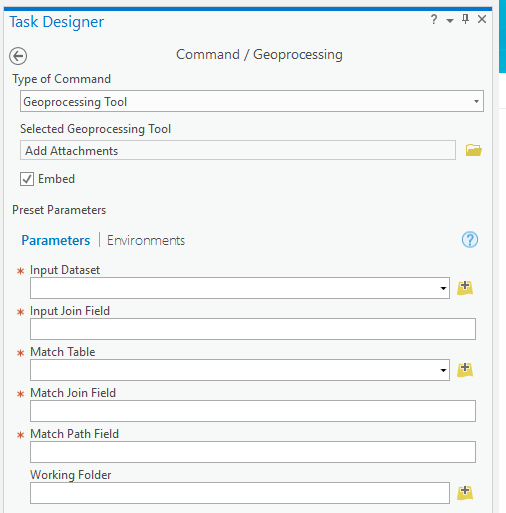 Task Designer
Command / Geoprocessing
Type of Command
Geoprocessing Tool
Selected Geoprocessing Tool
Add Attachments
Embed
Preset Parameters
Parameters | Environments
* Input Dataset
* Input Join Field
* Match Table
* Match Join Field
* Match Path Field
Working Folder